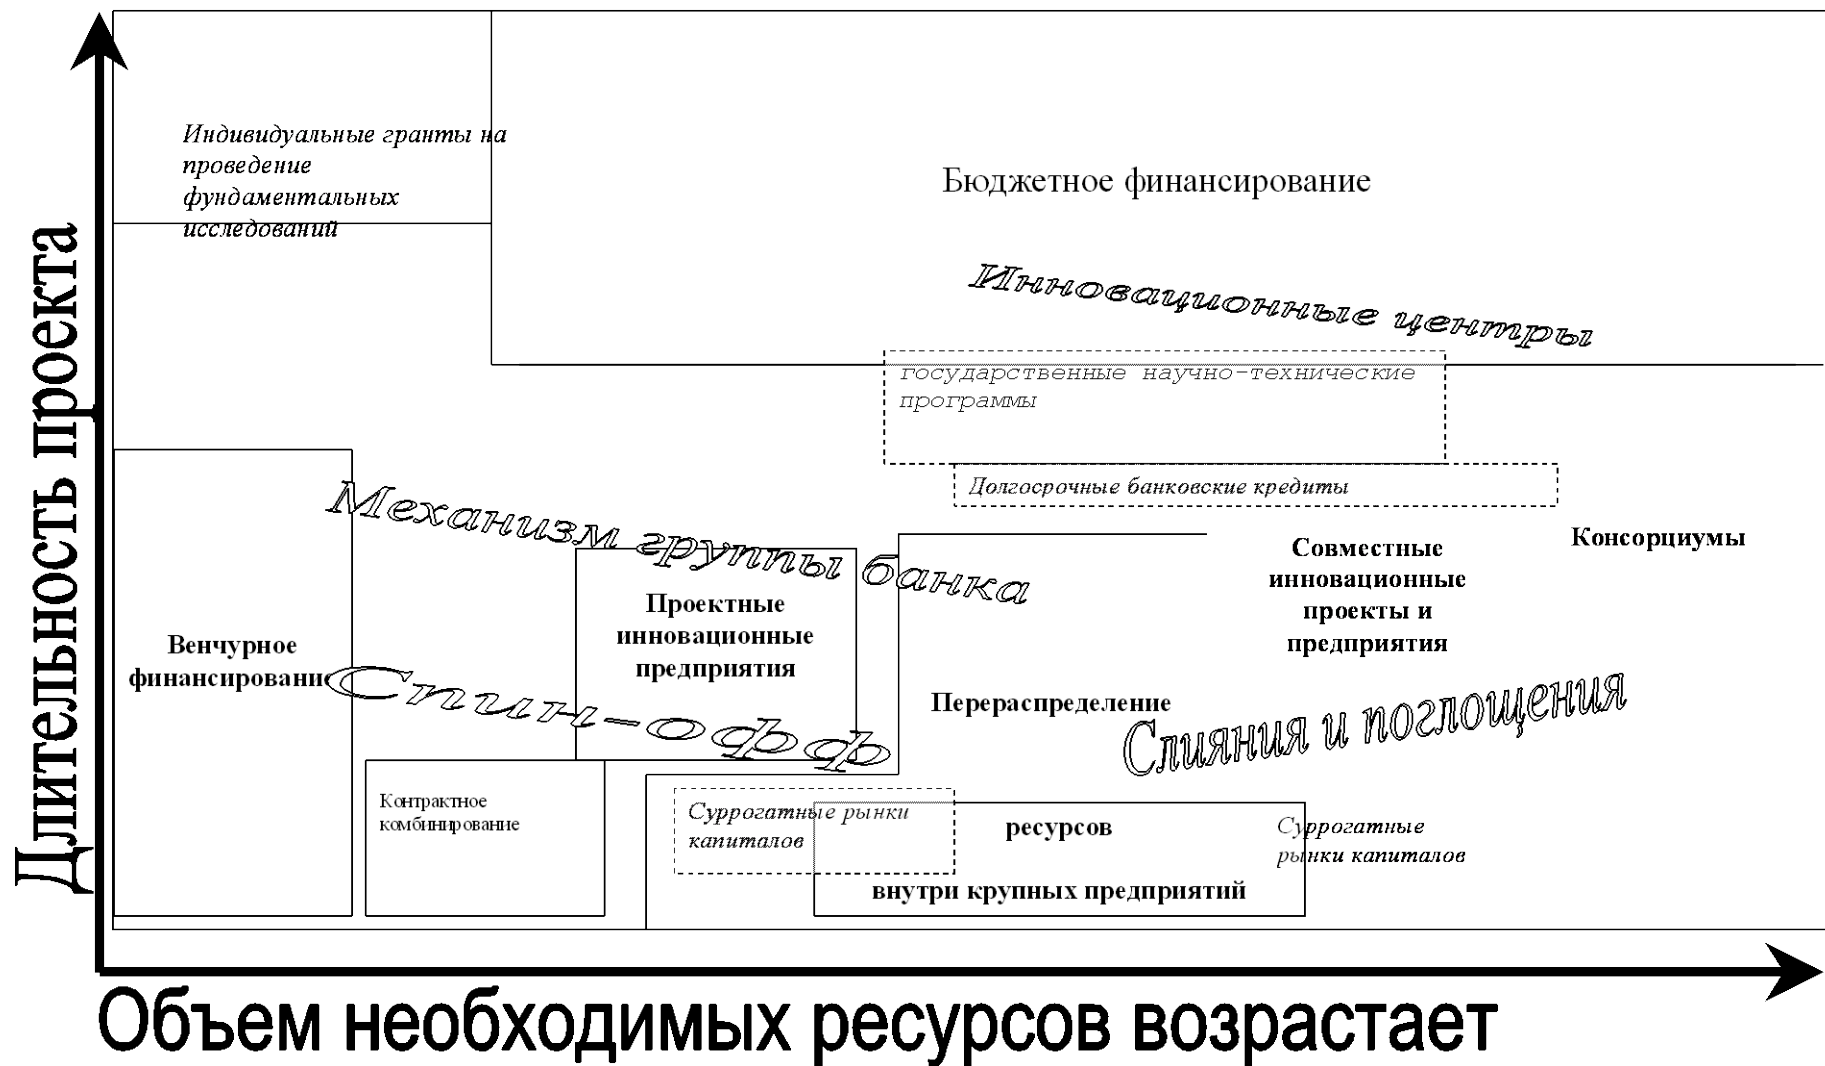 Длительность проекта
Индивидуальные гранты на
проведение
фундаментальных
исследований
Бюджетное финансирование
Инновационные центры
государственные научно-технические
программы
Долгосрочные банковские кредиты
Механизм группы банка
Консорциумы
Совместные
инновационные
проекты и
предприятия
Проектные
инновационные
предприятия
Венчурное
финансировани
Спин-офф
Перераспределение
Слияния и поглощения
Контрактное
комбинирование
Суррогатные рынки
капиталов
ресурсов
внутри крупных предприятий
Суррогатные
рынки капиталов
Объем необходимых ресурсов возрастает